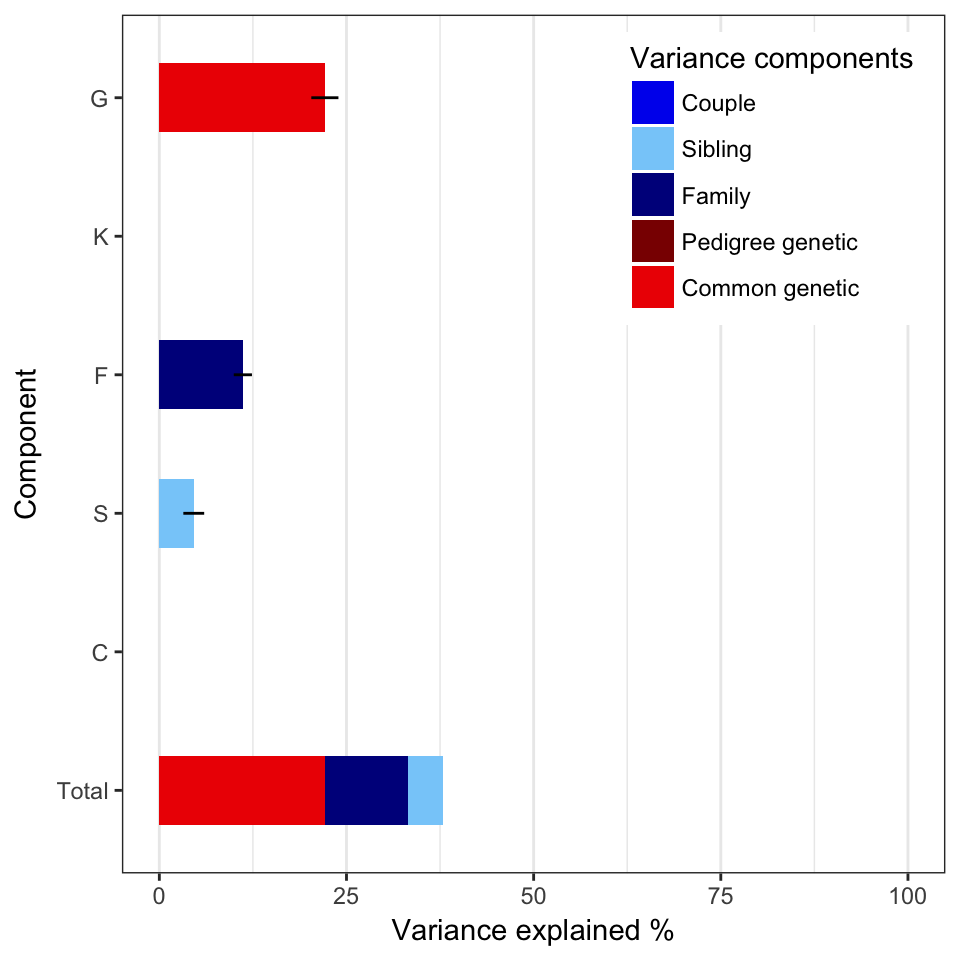 Variance components
Couple
Sibling
Family
Pedigree genetic
Common genetic
G
K
F
S
C
Total
Component
0 25 50 75 100
Variance explained %